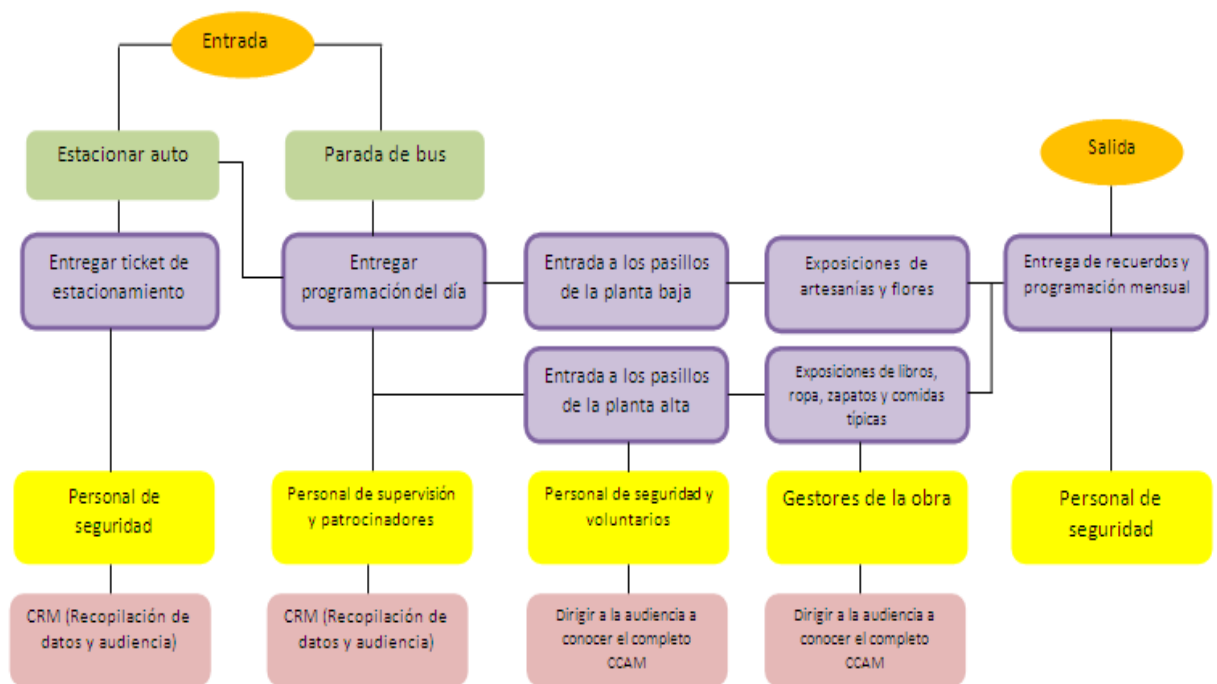 Entrada
Estacionar auto
Parada de bus
Salida
Entregar ticket de
estacionamiento
Entregar
programación del día
Entrada a los pasillos
de la planta baja
Exposiciones de
artesanías y flores
Entrega de recuerdos y
programación mensual
Entrada a los pasillos
de la planta alta
Exposiciones de libros,
ropa, zapatos y comidas
típicas
Personal de
seguridad
Personal de supervisión
y patrocinadores
Personal de seguridad y
voluntarios
Gestores de la obra
Personal de
seguridad
CRM (Recopilación de
datos y audiencia)
CRM (Recopilación de
datos y audiencia)
Dirigir a la audiencia a
conocer el completo
CCAM
Dirigir a la audiencia a
conocer el completo
CCAM